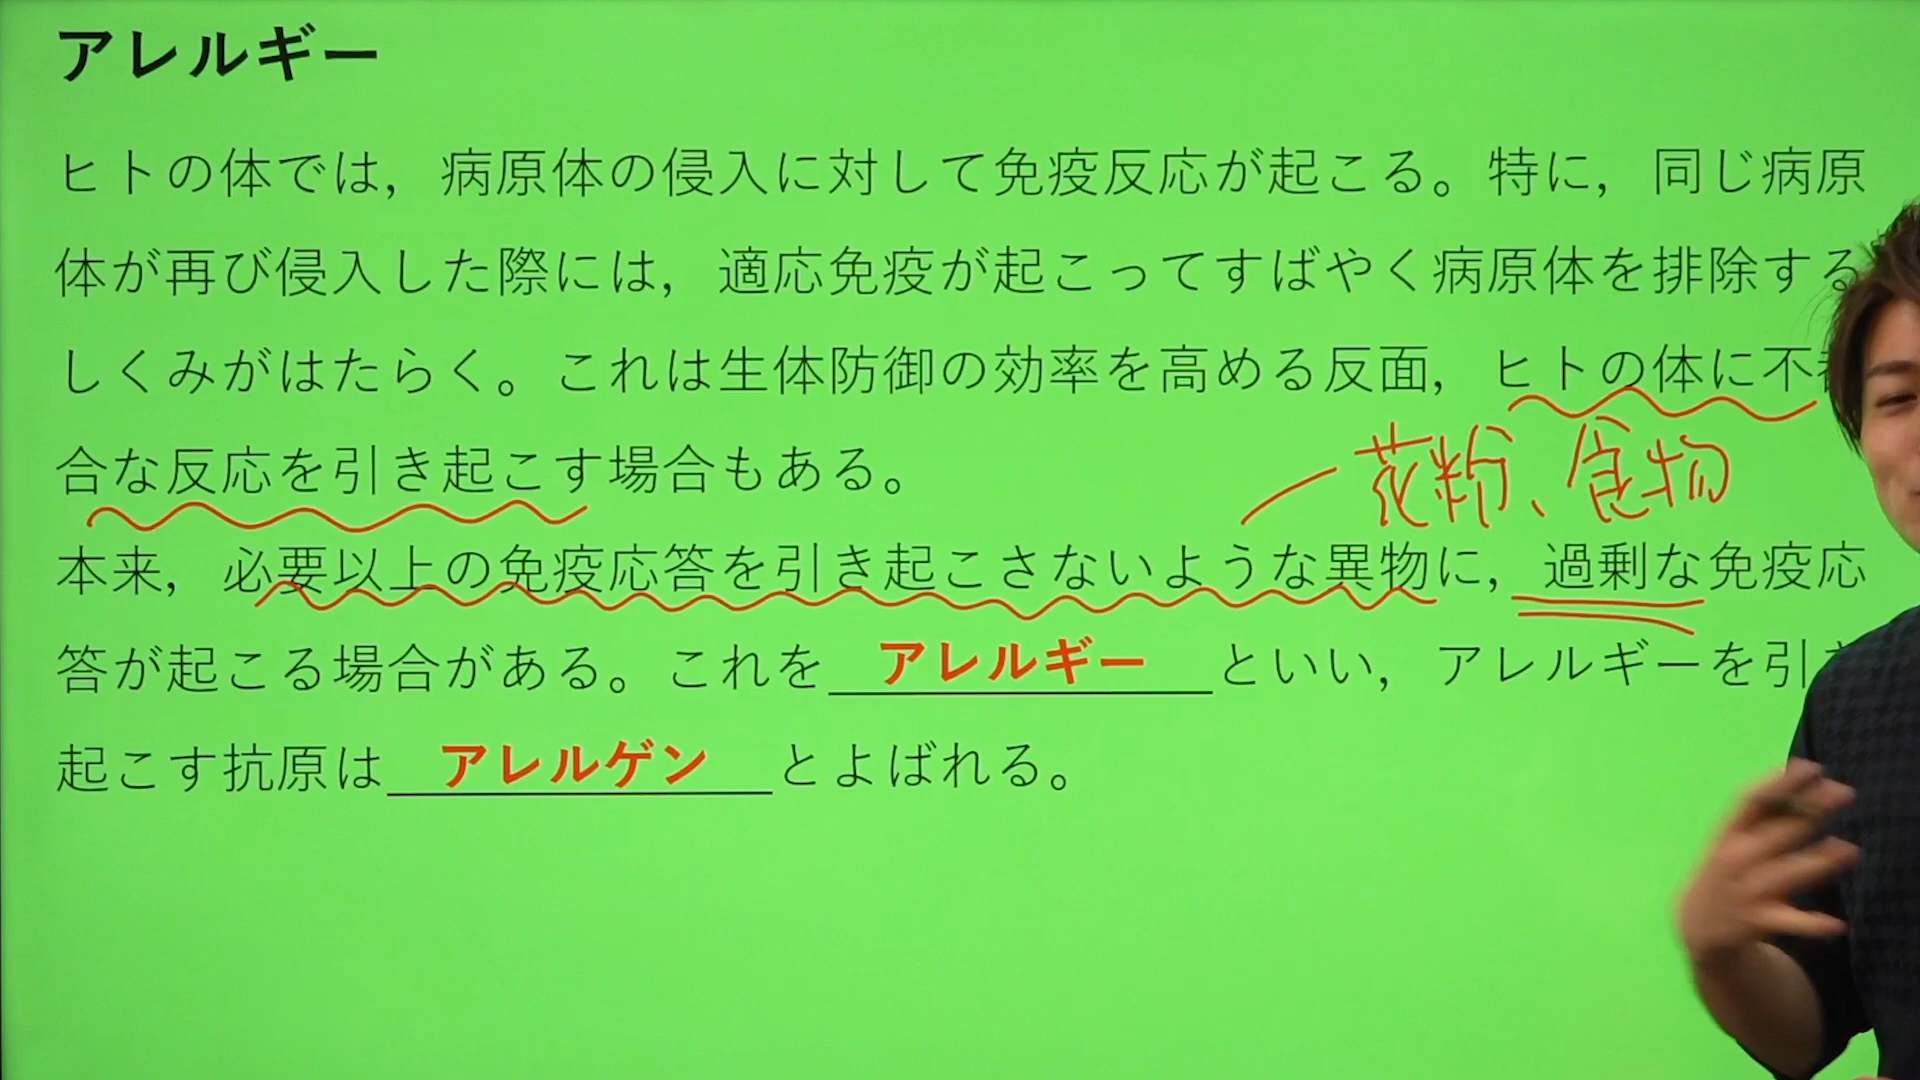 アレルギー
ヒトの体では，病原体の侵入に対して免疫反応が起こる。特に，同じ病原
体が再び侵入した際には，適応免疫が起こってすばやく病原体を排除する
しくみがはたらく。これは生体防御の効率を高める反面，ヒトの体に不
合な反応を引き起こす場合もある。
花粉、食物
本来，必要以上の免疫応答を引き起こさないような異物に，過剰な免疫応
答が起こる場合がある。これをアレルギーといい，アレルギーを引
起こす抗原はアレルゲンとよばれる。